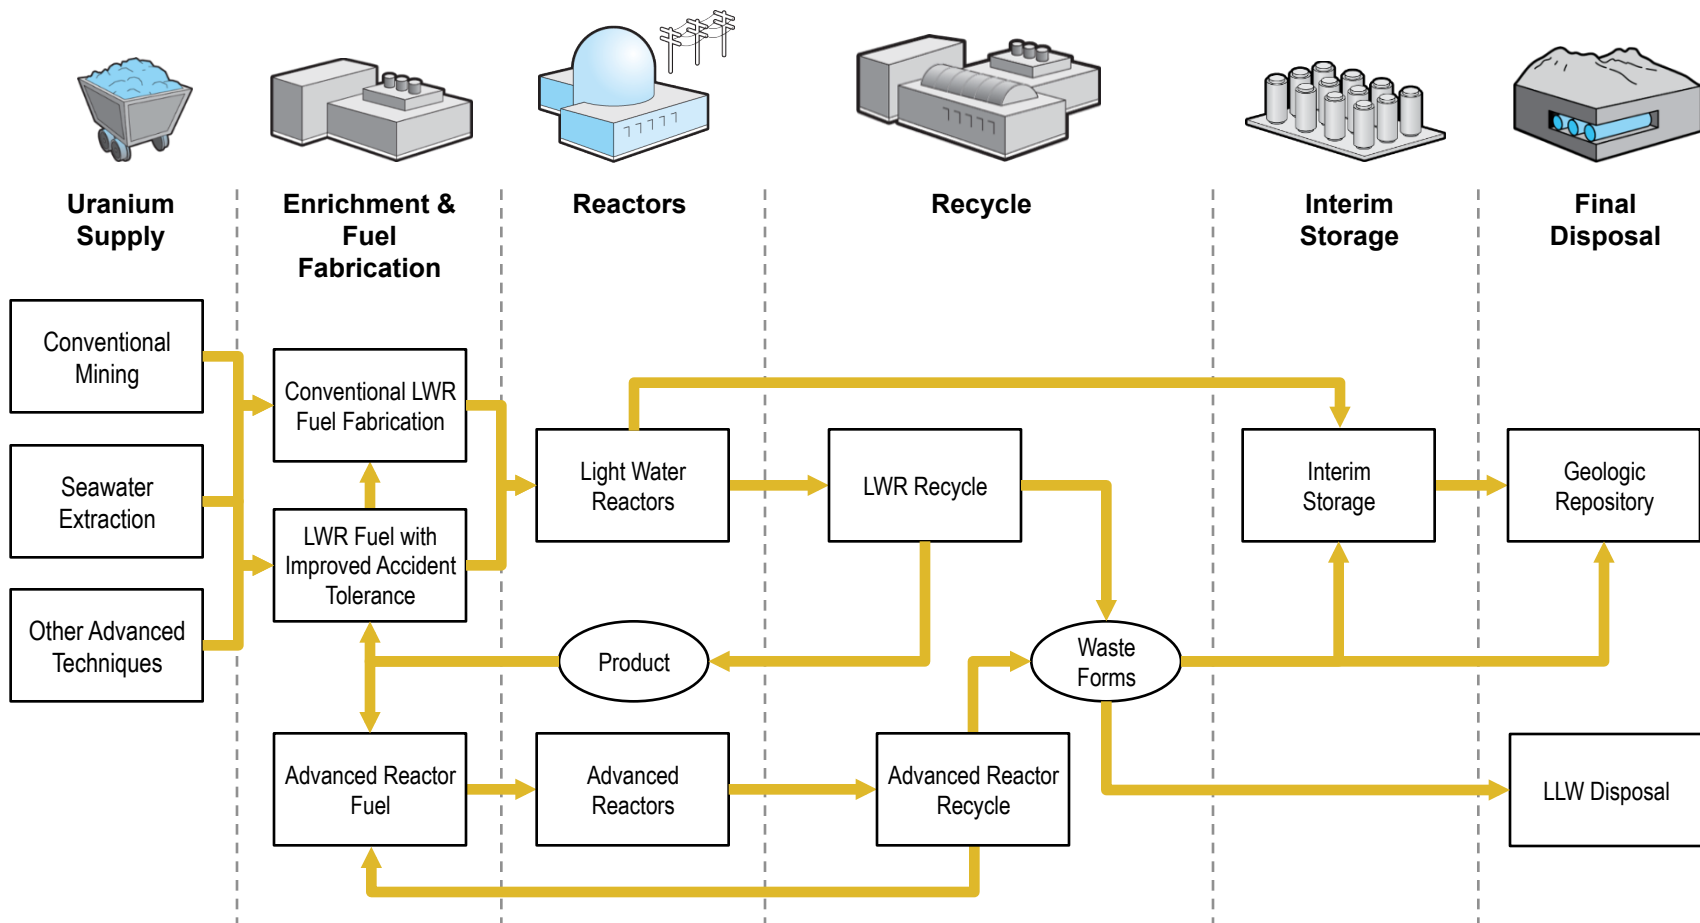 Uranium
Supply
Enrichment &
Fuel
Fabrication
Reactors
Recycle
Interim
Storage
Final
Disposal
Conventional
Mining
Seawater
Extraction
Other Advanced
Techniques
Conventional LWR
Fuel Fabrication
LWR Fuel with
Improved Accident
Tolerance
Advanced Reactor
Fuel
Light Water
Reactors
Product
Advanced
Reactors
LWR Recycle
Waste
Forms
Advanced Reactor
Recycle
Interim
Storage
Geologic
Repository
LLW Disposal